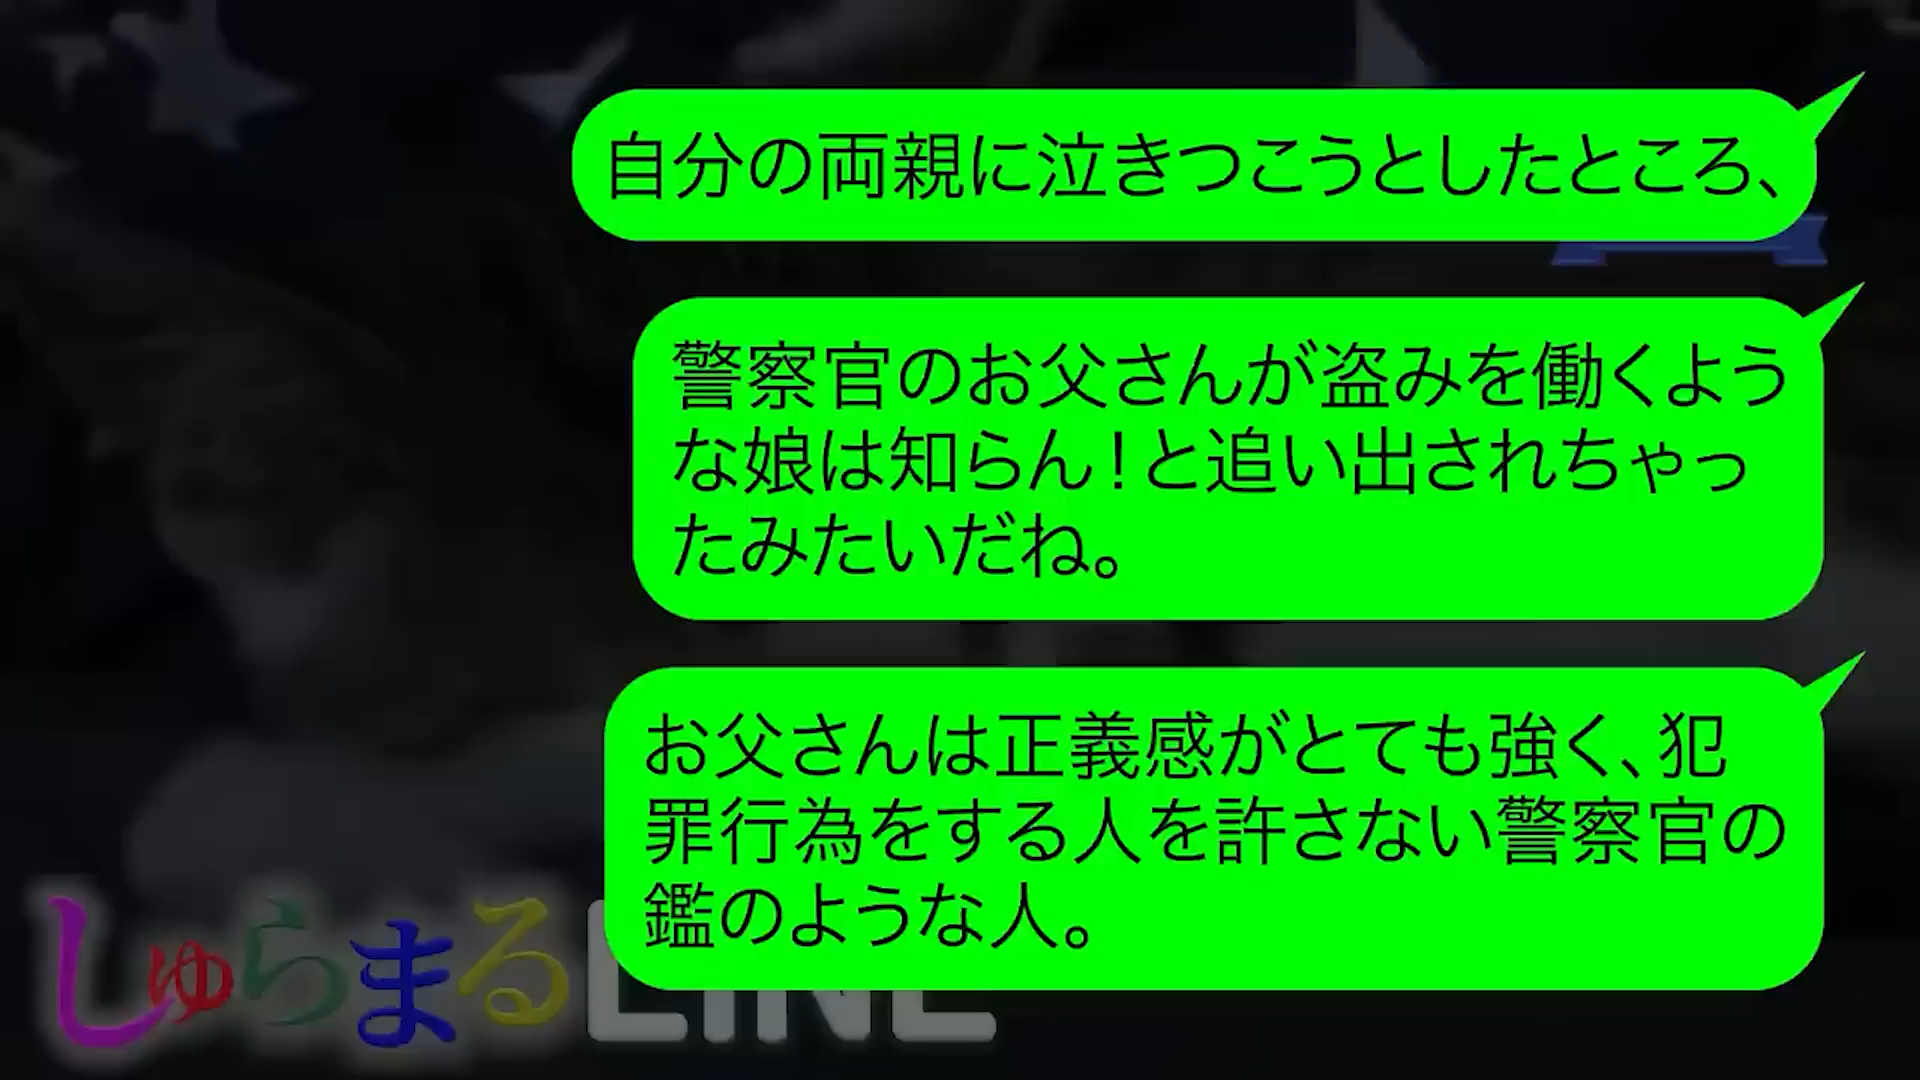 自分の両親に泣きつこうとしたところ、
警察官のお父さんが盗みを働くよう
な娘は知らん！と追い出されちゃっ
たみたいだね。
お父さんは正義感がとても強く、犯
罪行為をする人を許さない警察官の
鑑のような人。
しゅらまるLINE